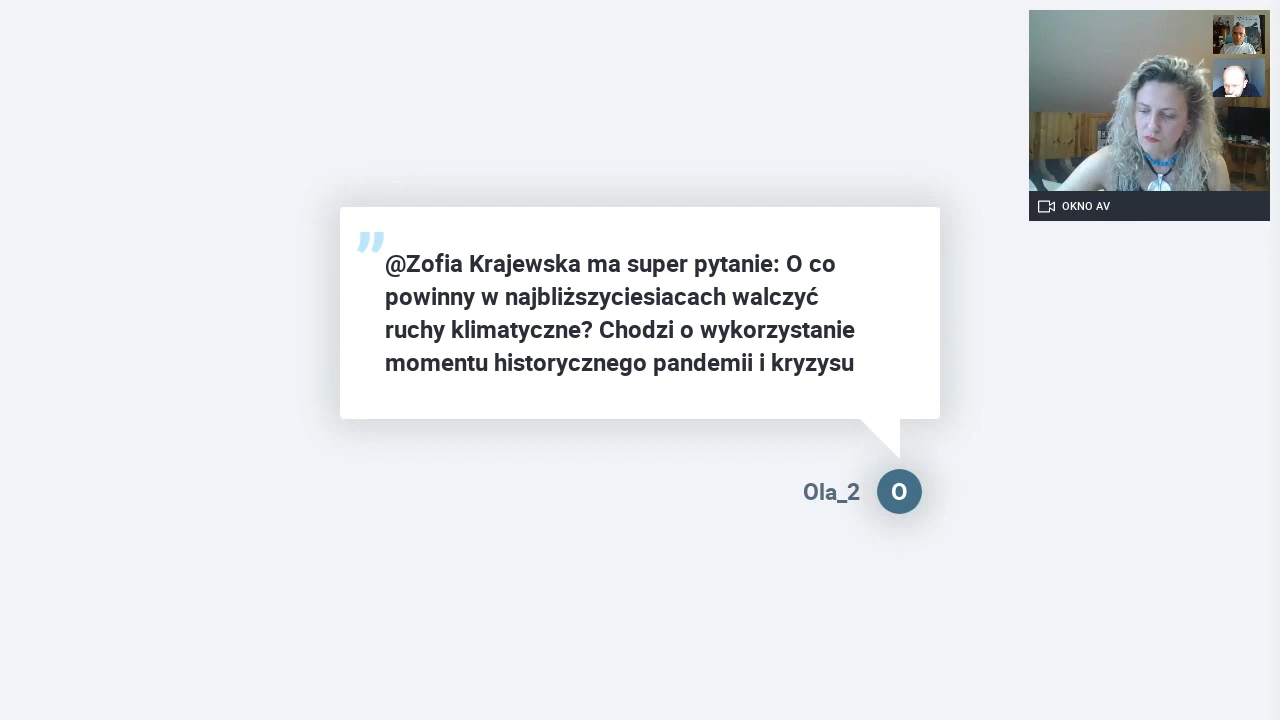 @Zofia Krajewska ma super pytanie: O co
powinny w najbliższyciesiacach walczyć
ruchy klimatyczne? Chodzi o wykorzystanie
momentu historycznego pandemii i kryzysu
Ola_2
O
OKNO AV